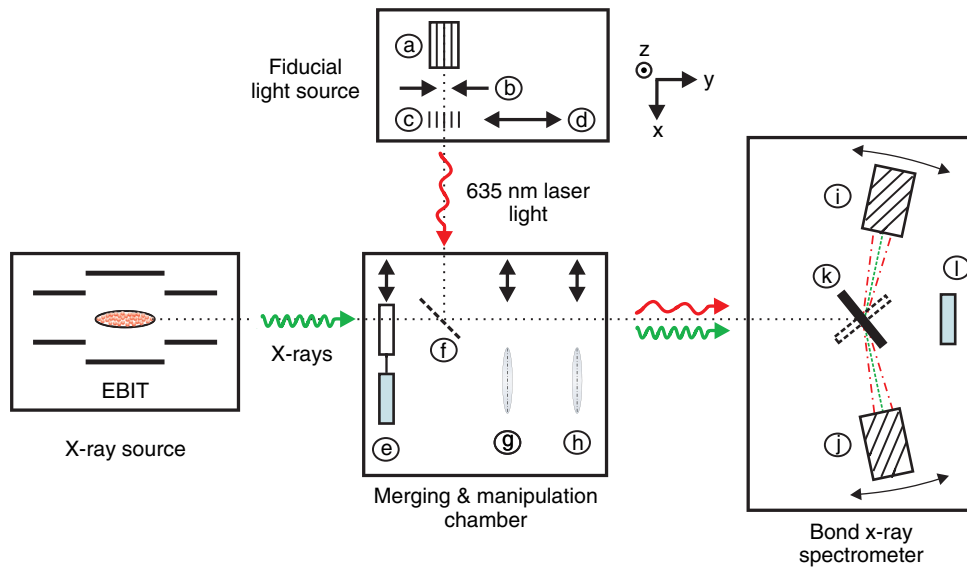 a
Fiducial
light source
b
c
d
z
y
x
635 nm laser
light
i
k
l
X-rays
f
EBIT
e
g
h
j
X-ray source
Merging & manipulation
chamber
Bond x-ray
spectrometer